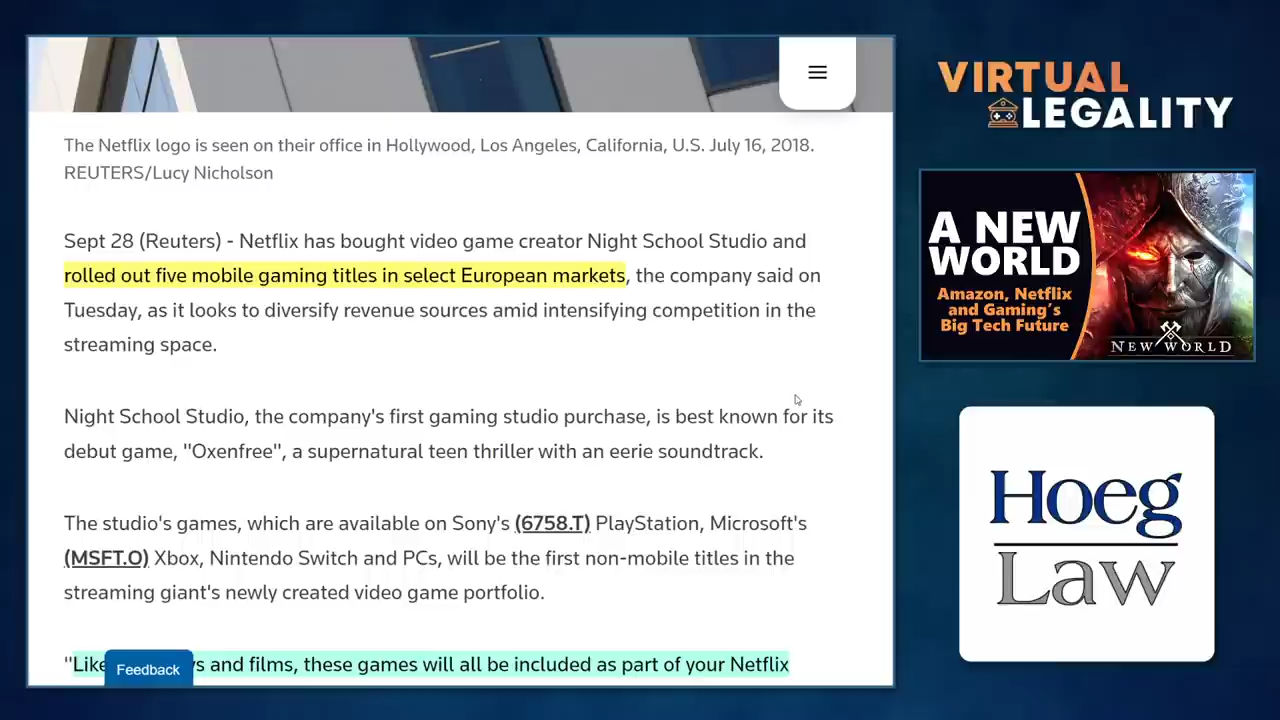 The Netflix logo is seen on their office in Hollywood, Los Angeles, California, U.S. July 16, 2018.
REUTERS/Lucy Nicholson
Sept 28 (Reuters) - Netflix has bought video game creator Night School Studio and
rolled out five mobile gaming titles in select European markets, the company said on
Tuesday, as it looks to diversify revenue sources amid intensifying competition in the
streaming space.
Night School Studio, the company's first gaming studio purchase, is best known for its
debut game, "Oxenfree", a supernatural teen thriller with an eerie soundtrack.
The studio's games, which are available on Sony's (6758.T) PlayStation, Microsoft's
(MSFT.O) Xbox, Nintendo Switch and PCs, will be the first non-mobile titles in the
streaming giant's newly created video game portfolio.
"Like and films, these games will all be included as part of your Netflix
Feedback
VIRTUAL
LEGALITY
A NEW
WORLD
Amazon, Netflix
and Gaming's
Big Tech Future
NEW WORLD
Hoeg
Law